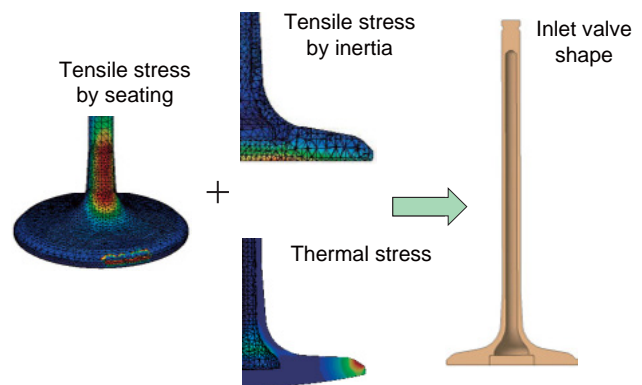 Tensile stress
by seating
+
Tensile stress
by inertia
Thermal stress
Inlet valve
shape